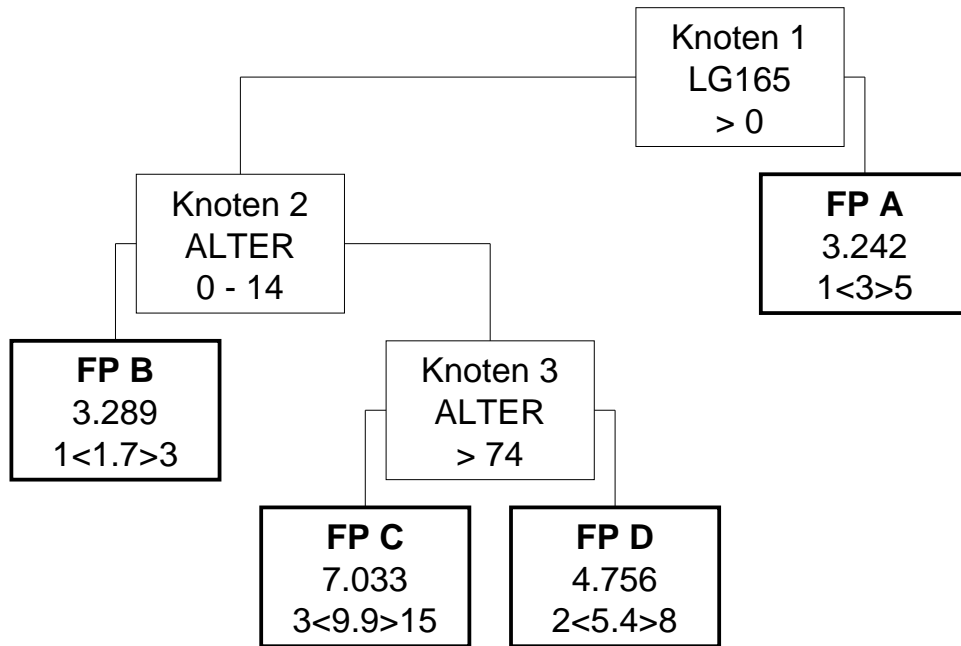 Knoten 1
LG165
> 0
Knoten 2
ALTER
0 - 14
FP A
3.242
1<3>5
FP B
3.289
1<1.7>3
Knoten 3
ALTER
> 74
FP C
7.033
3<9.9>15
FP D
4.756
2<5.4>8